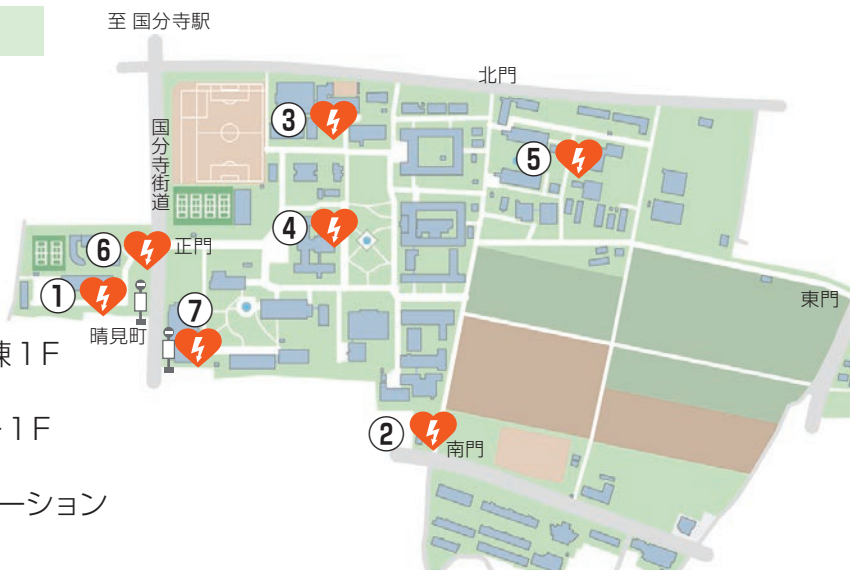 至 国分寺駅
北門
国分寺街道
③
⑤
④
⑥
正門
①
⑦
東門
晴見町
棟1F
1F
②
南門
ーション